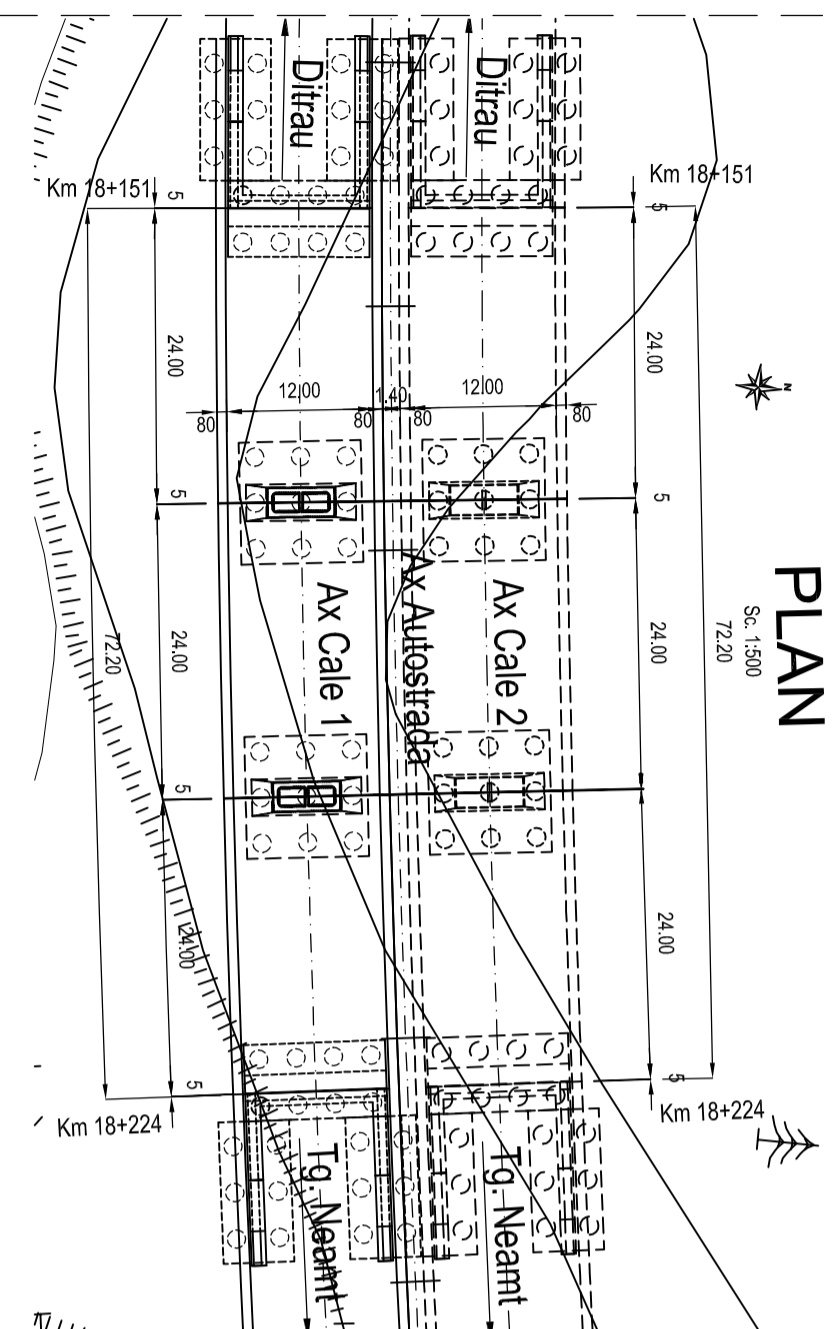 PLAN
Sc. 1:500
72.20
N
Ditrau
Ditrau
Km 18+151
Km 18+151
5
5
24.00
24.00
12.00
1.40
12.00
80
80
80
80
5
5
Ax Cale 1
Ax Autostrada
Ax Cale 2
24.00
24.00
72.20
5
5
24.00
24.00
5
5
Km 18+224
Km 18+224
Tg. Neamt
Tg. Neamt